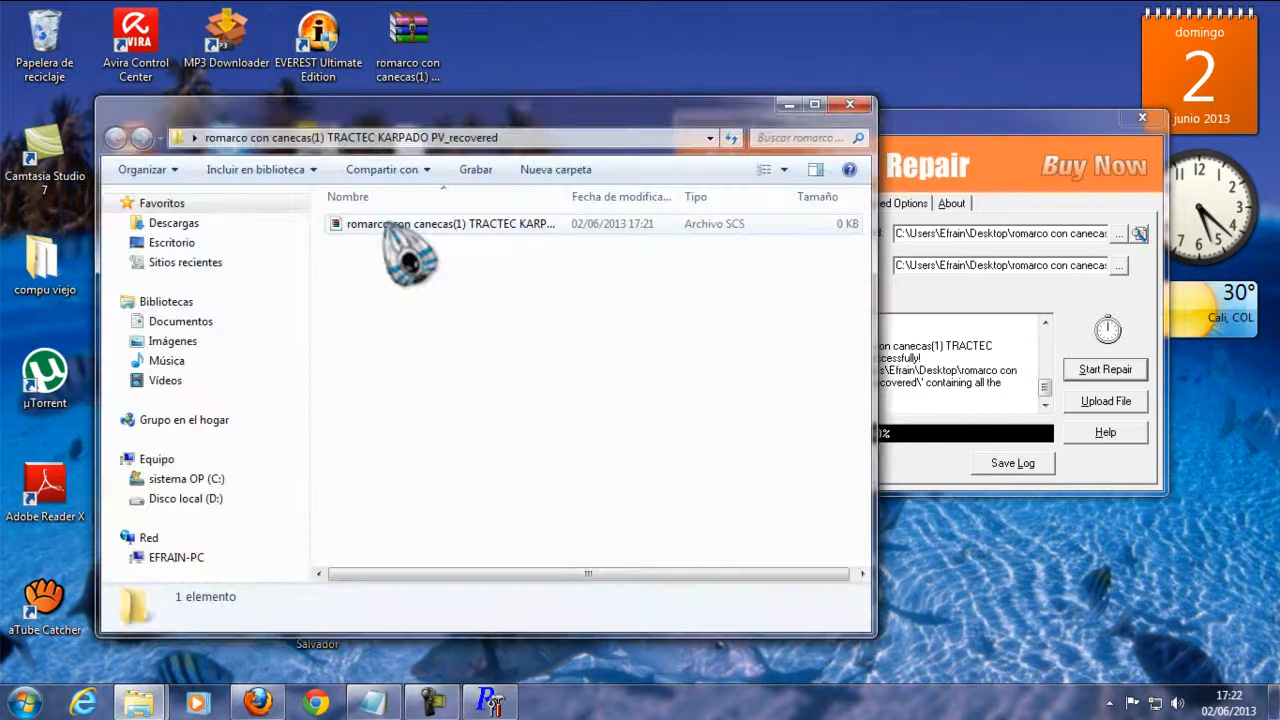 Papelera de reciclaje
Avira Control Center
MP3 Downloader
EVEREST Ultimate Edition
romarco con canecas(1) ...
VIRA
domingo
2
junio 2013
romarco con canecas(1) TRACTEC KARPADO PV_recovered
Buscar romarco ...
Organizar
Incluir en biblioteca
Compartir con
Grabar
Nueva carpeta
Camtasia Studio 7
Favoritos
Descargas
Escritorio
Sitios recientes
Bibliotecas
Documentos
Imágenes
Música
Vídeos
Grupo en el hogar
Equipo
sistema OP (C:)
Disco local (D:)
Red
EFRAIN-PC
Nombre
Fecha de modifica...
Tipo
Tamaño
romarco con canecas(1) TRACTEC KARP...
02/06/2013 17:21
Archivo SCS
0 KB
1 elemento
Repair
Buy Now
ed Options
About
C:\Users\Efrain\Desktop\romarco con canecas
...
C:\Users\Efrain\Desktop\romarco con canecas
...
on canecas(1) TRACTEC
ccessfully!
s\Efrain\Desktop\romarco con
covered\' containing all the
Start Repair
Upload File
Help
Save Log
30°
Cali, COL
compu viejo
µTorrent
Adobe Reader X
aTube Catcher
Salvador
17:22
02/06/2013